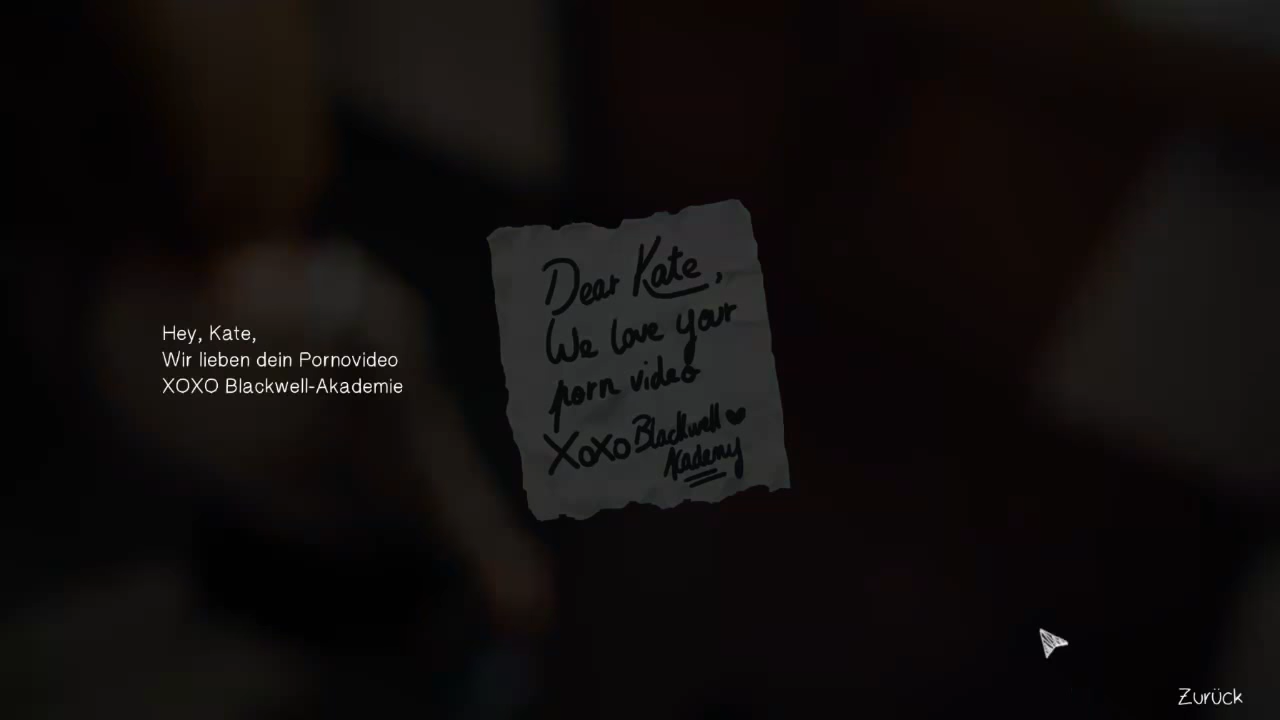 Hey, Kate,
Wir lieben dein Pornovideo
XOXO Blackwell-Akademie
Dear Kate,
We love your
porn video
XoXo Blackwell
Academy
Zurück